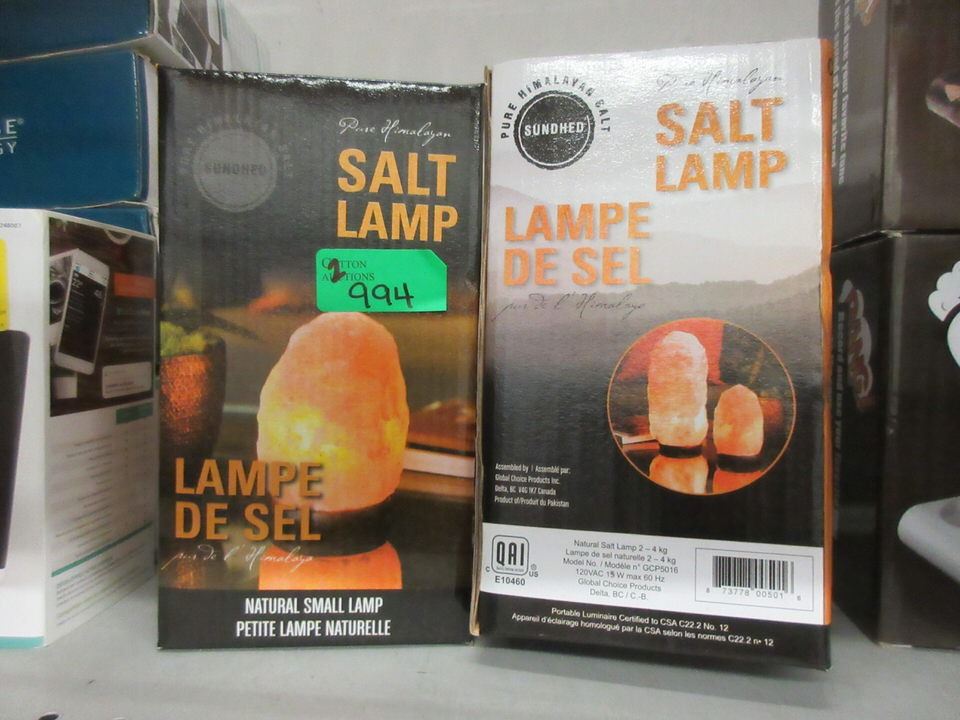 Pure Himalayan
SALT
LAMP
SUNDHED
COTTON
AUCTIONS
2
994
LAMPE
DE SEL
pur de l'Himalaya
NATURAL SMALL LAMP
PETITE LAMPE NATURELLE
PURE HIMALAYAN SALT
SUNDHED
Pure Himalayan
SALT
LAMP
LAMPE
DE SEL
pur de l'Himalaya
Assembled by | Assemblé par:
Global Choice Products Inc.
Delta, BC V4G 1K7 Canada
Product of/Produit du Pakistan
QAI
C US
E10460
Natural Salt Lamp 2 – 4 kg
Lampe de sel naturelle 2 – 4 kg
Model No. / Modèle n° GCP5016
120VAC 15 W max 60 Hz
Global Choice Products
Delta, BC / C.-B.
8 73778 00501 6
Portable Luminaire Certified to CSA C22.2 No. 12
Appareil d'éclairage homologué par la CSA selon les normes C22.2 n° 12